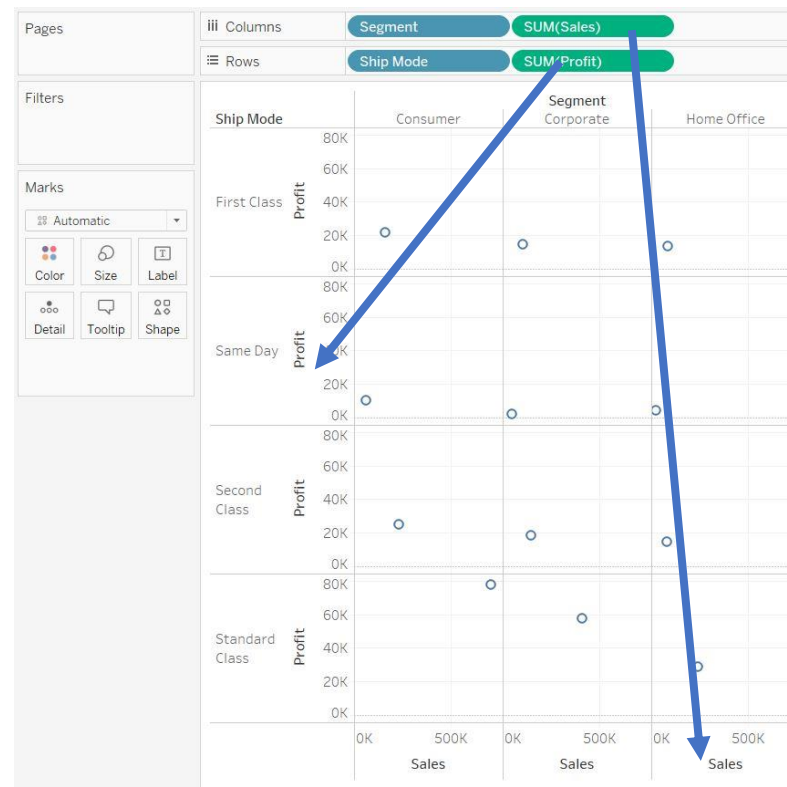 Pages
Columns Segment SUM(Sales)
Rows Ship Mode SUM(Profit)
Filters
Marks
Automatic
Color Size Label
Detail Tooltip Shape
Segment
Ship Mode Consumer Corporate Home Office
First Class Profit 80K
60K
40K
20K
0K
Same Day Profit 80K
60K
20K
0K
Second Class Profit 80K
60K
40K
20K
0K
Standard Class Profit 80K
60K
40K
20K
0K
0K 500K 0K 500K 0K 500K
Sales Sales Sales